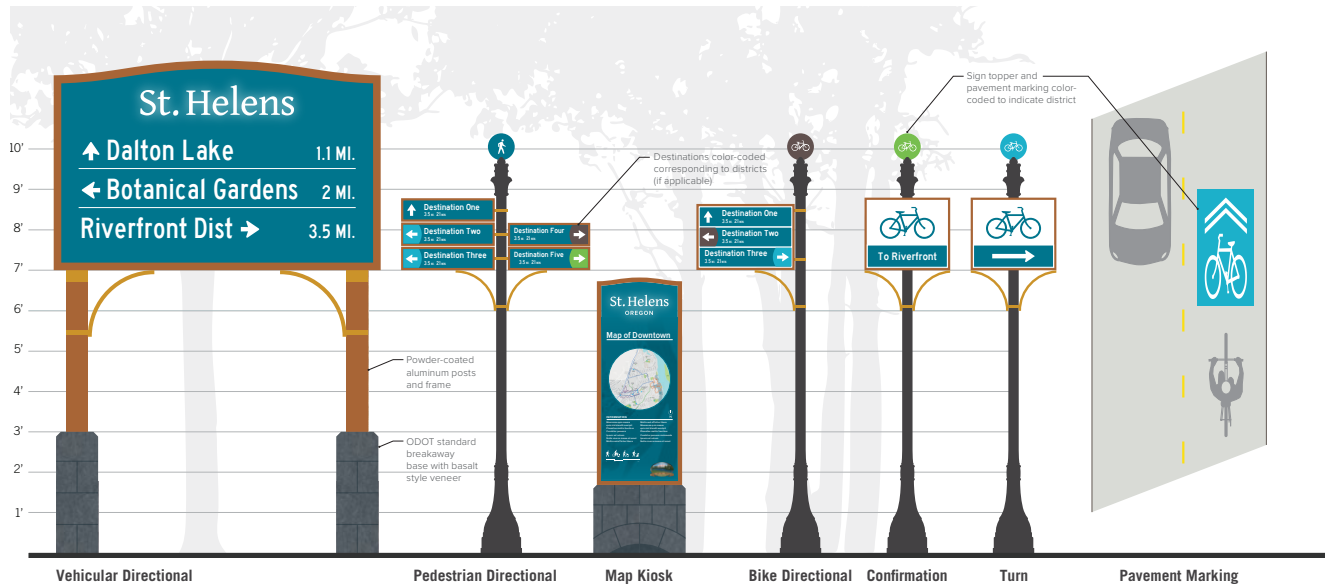 St. Helens
Dalton Lake 1.1 MI.
Botanical Gardens 2 MI.
Riverfront Dist 3.5 MI.
10'
9'
8'
7'
6'
5'
4'
3'
2'
1'
Powder-coated
aluminum posts
and frame
ODOT standard
breakaway
base with basalt
style veneer
Destination One
Destination Two
Destination Three
Destination Four
Destination Five
Destinations color-coded
corresponding to districts
(if applicable)
St. Helens
OREGON
Map of Downtown
Destination One
Destination Two
Destination Three
To Riverfront
Sign topper and
pavement marking color-
coded to indicate district
Vehicular Directional
Pedestrian Directional
Map Kiosk
Bike Directional
Confirmation
Turn
Pavement Marking